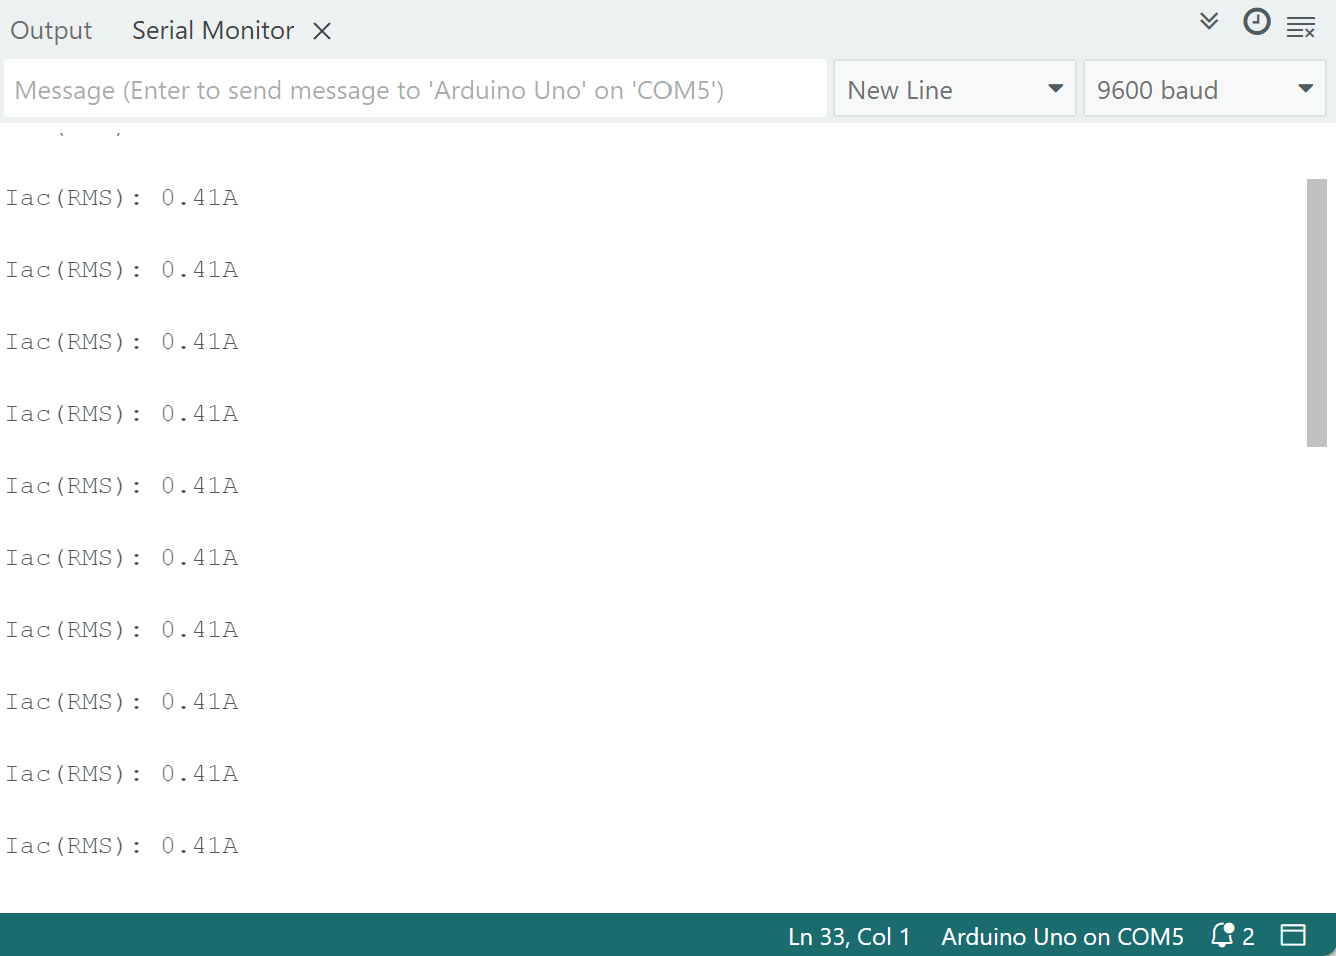 Output Serial Monitor
Message (Enter to send message to 'Arduino Uno' on 'COM5') New Line 9600 baud
Iac(RMS): 0.41A
Iac(RMS): 0.41A
Iac(RMS): 0.41A
Iac(RMS): 0.41A
Iac(RMS): 0.41A
Iac(RMS): 0.41A
Iac(RMS): 0.41A
Iac(RMS): 0.41A
Iac(RMS): 0.41A
Iac(RMS): 0.41A
Ln 33, Col 1 Arduino Uno on COM5 2